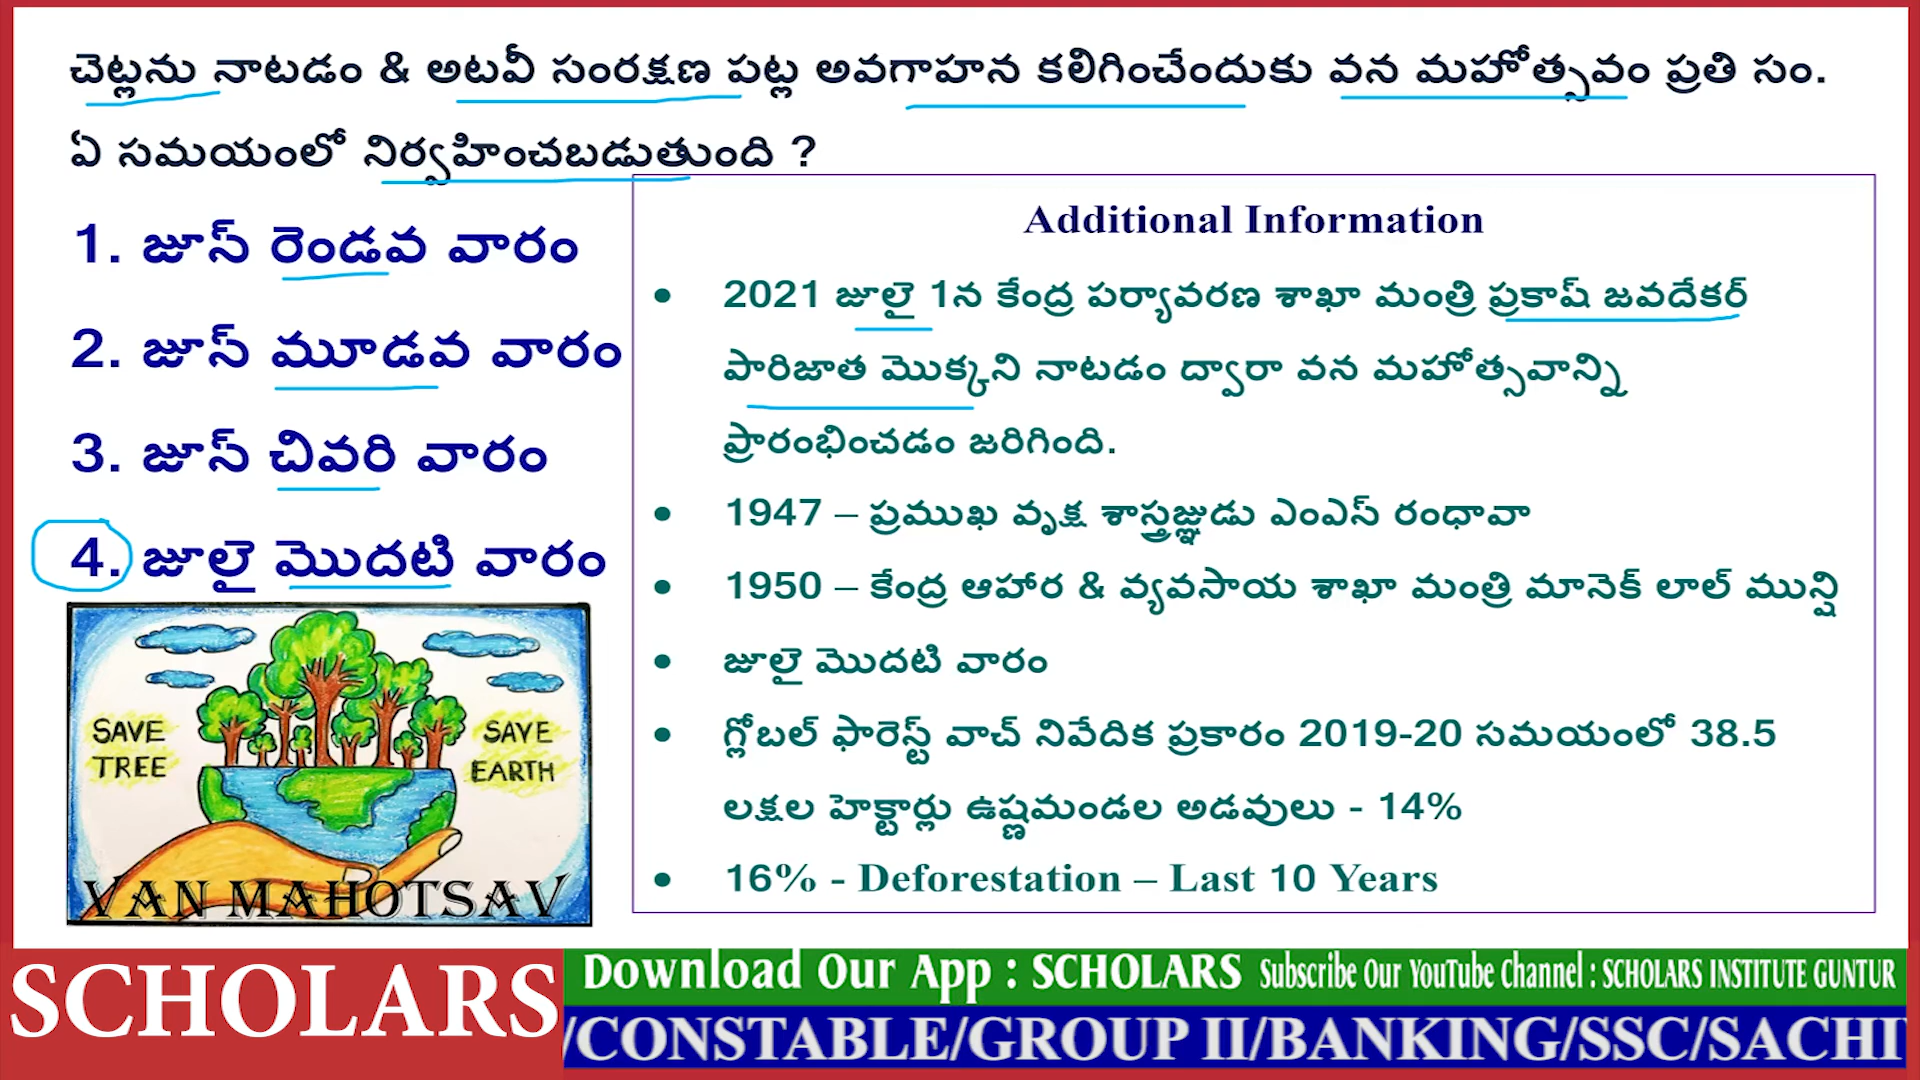 చెట్లను నాటడం & అటవీ సంరక్షణ పట్ల అవగాహన కలిగించేందుకు వన మహోత్సవం ప్రతి సం.
ఏ సమయంలో నిర్వహించబడుతుంది ?
1. జూన్ రెండవ వారం
2. జూన్ మూడవ వారం
3. జూన్ చివరి వారం
4. జూలై మొదటి వారం
Additional Information
• 2021 జూలై 1న కేంద్ర పర్యావరణ శాఖా మంత్రి ప్రకాష్ జవదేకర్
పారిజాత మొక్కని నాటడం ద్వారా వన మహోత్సవాన్ని
ప్రారంభించడం జరిగింది.
• 1947 – ప్రముఖ వృక్ష శాస్త్రజ్ఞుడు ఎంఎస్ రంధావా
• 1950 – కేంద్ర ఆహార & వ్యవసాయ శాఖా మంత్రి మానెక్ లాల్ మున్షి
• జూలై మొదటి వారం
• గ్లోబల్ ఫారెస్ట్ వాచ్ నివేదిక ప్రకారం 2019-20 సమయంలో 38.5
లక్షల హెక్టార్లు ఉష్ణమండల అడవులు - 14%
• 16% - Deforestation – Last 10 Years
SAVE
TREE
SAVE
EARTH
VAN MAHOTSAV
SCHOLARS
Download Our App : SCHOLARS Subscribe Our YouTube Channel : SCHOLARS INSTITUTE GUNTUR
/CONSTABLE/GROUP II/BANKING/SSC/SACHI